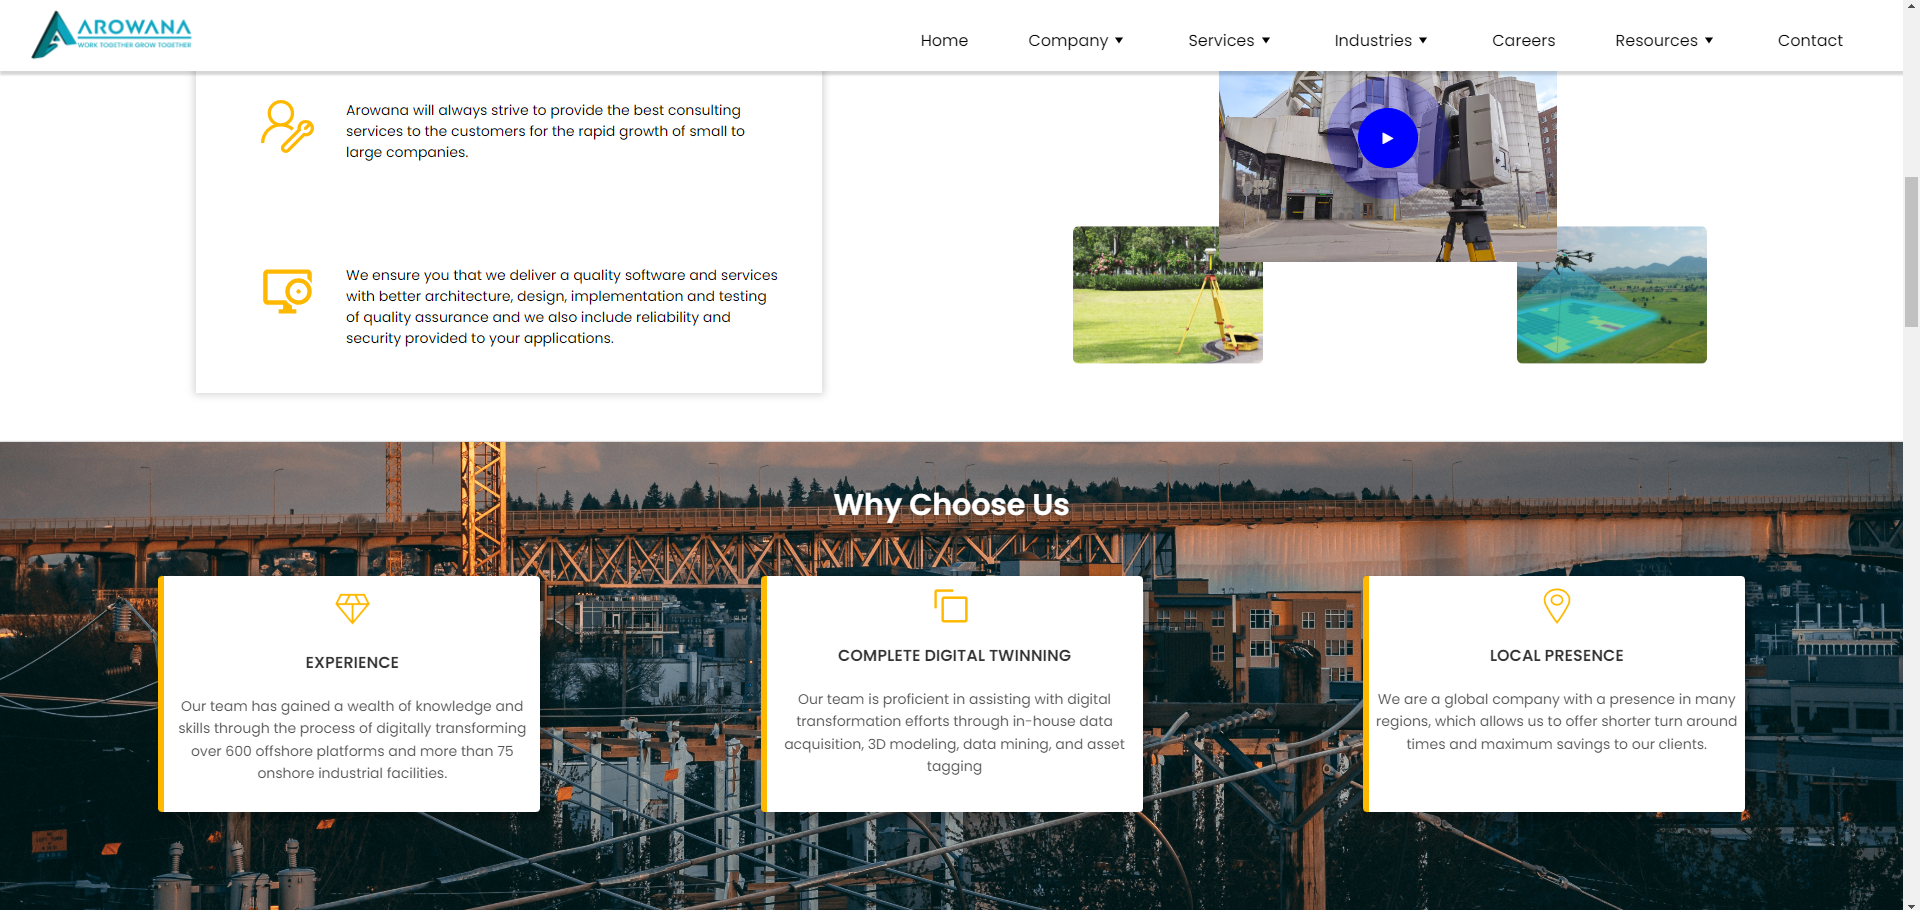 AROWANA
WORK TOGETHER GROW TOGETHER
Home
Company
Services
Industries
Careers
Resources
Contact
Arowana will always strive to provide the best consulting
services to the customers for the rapid growth of small to
large companies.
We ensure you that we deliver a quality software and services
with better architecture, design, implementation and testing
of quality assurance and we also include reliability and
security provided to your applications.
Why Choose Us
EXPERIENCE
Our team has gained a wealth of knowledge and
skills through the process of digitally transforming
over 600 offshore platforms and more than 75
onshore industrial facilities.
COMPLETE DIGITAL TWINNING
Our team is proficient in assisting with digital
transformation efforts through in-house data
acquisition, 3D modeling, data mining, and asset
tagging
LOCAL PRESENCE
We are a global company with a presence in many
regions, which allows us to offer shorter turn around
times and maximum savings to our clients.